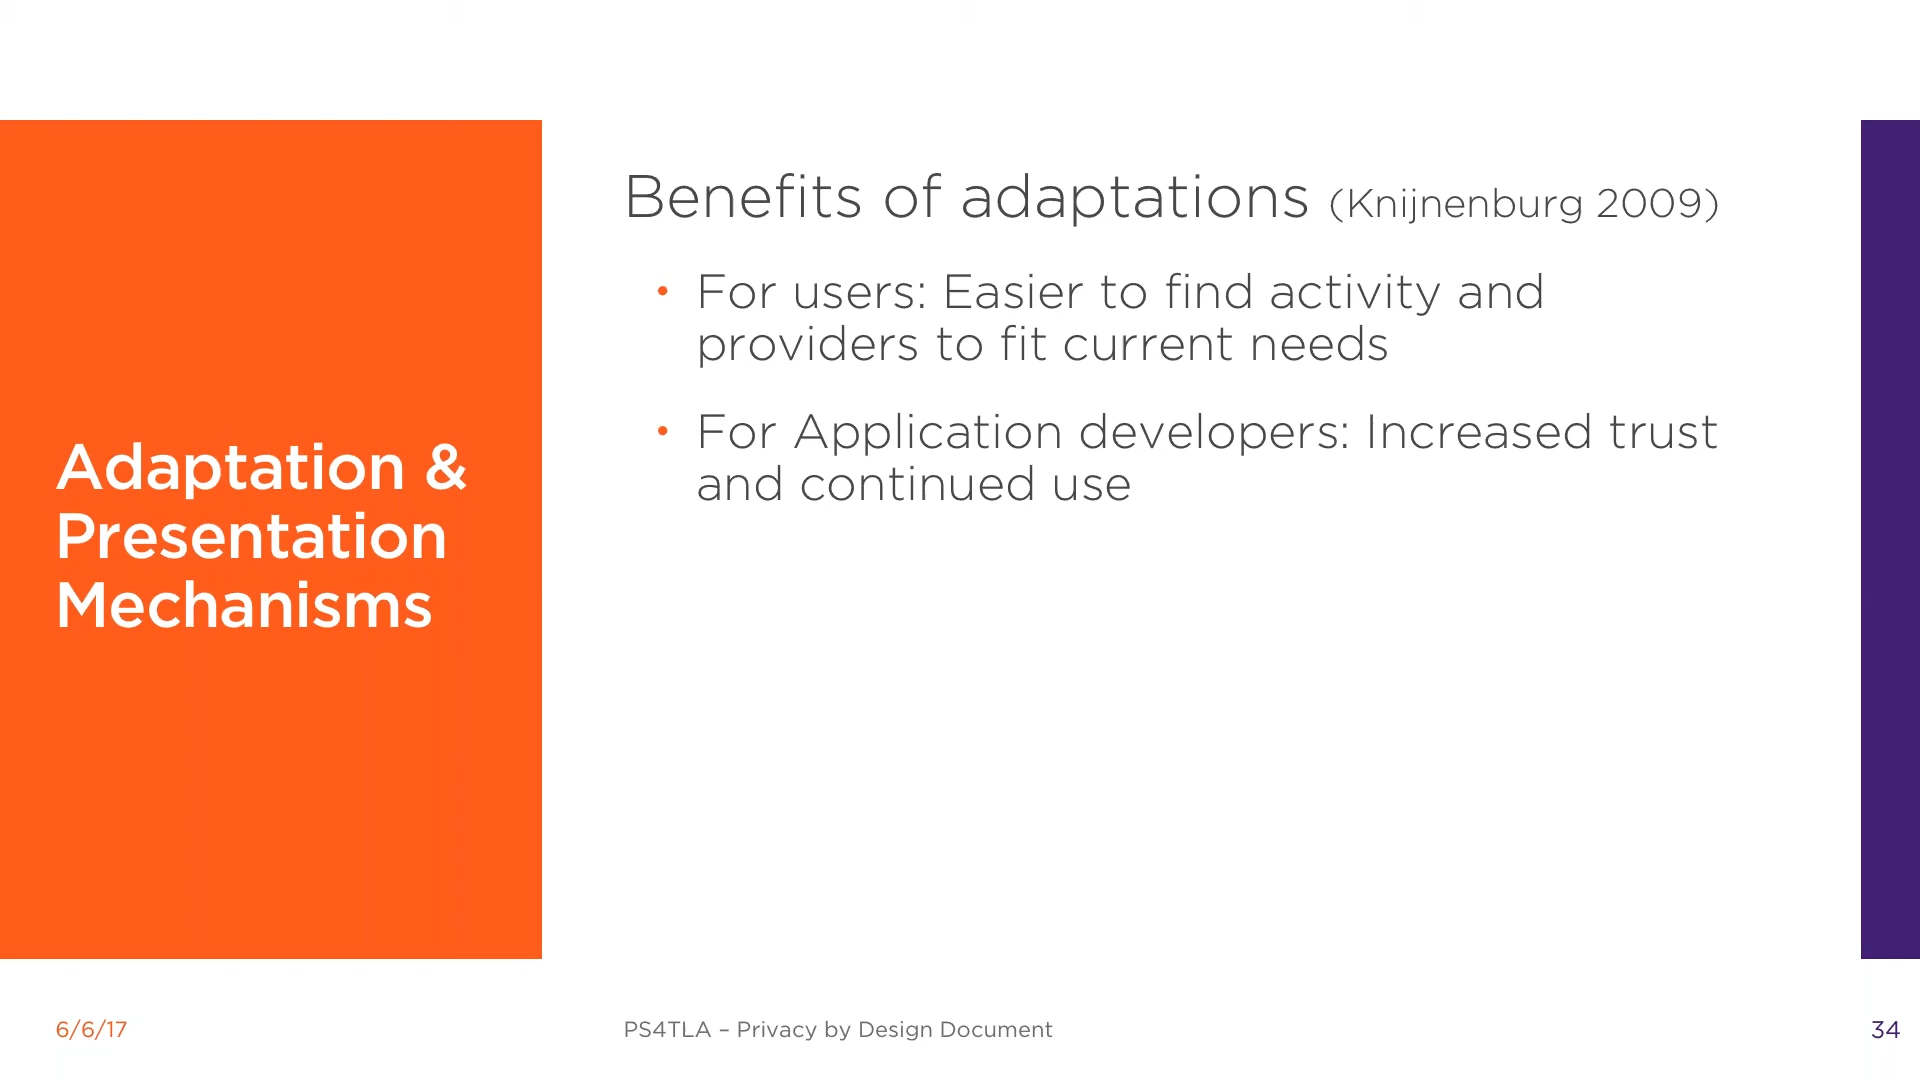 Adaptation &
Presentation
Mechanisms
Benefits of adaptations (Knijnenburg 2009)
• For users: Easier to find activity and
providers to fit current needs
• For Application developers: Increased trust
and continued use
6/6/17
PS4TLA – Privacy by Design Document
34